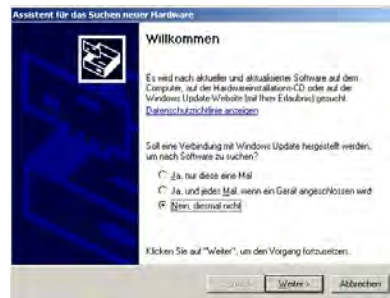 Assistent für das Suchen neuer Hardware
Willkommen
Es wird nach aktueller und aktualisierter Software auf dem
Computer, auf der Hardwareinstallations-CD oder auf der
Windows Update-Website (mit Ihrer Erlaubnis) gesucht.
Datenschutzrichtlinie anzeigen
Soll eine Verbindung mit Windows Update hergestellt werden,
um nach Software zu suchen?
Ja, nur diese eine Mal
Ja, und jedes Mal, wenn ein Gerät angeschlossen wird
Nein, diesmal nicht
Klicken Sie auf "Weiter", um den Vorgang fortzusetzen.
Weiter > Abbrechen